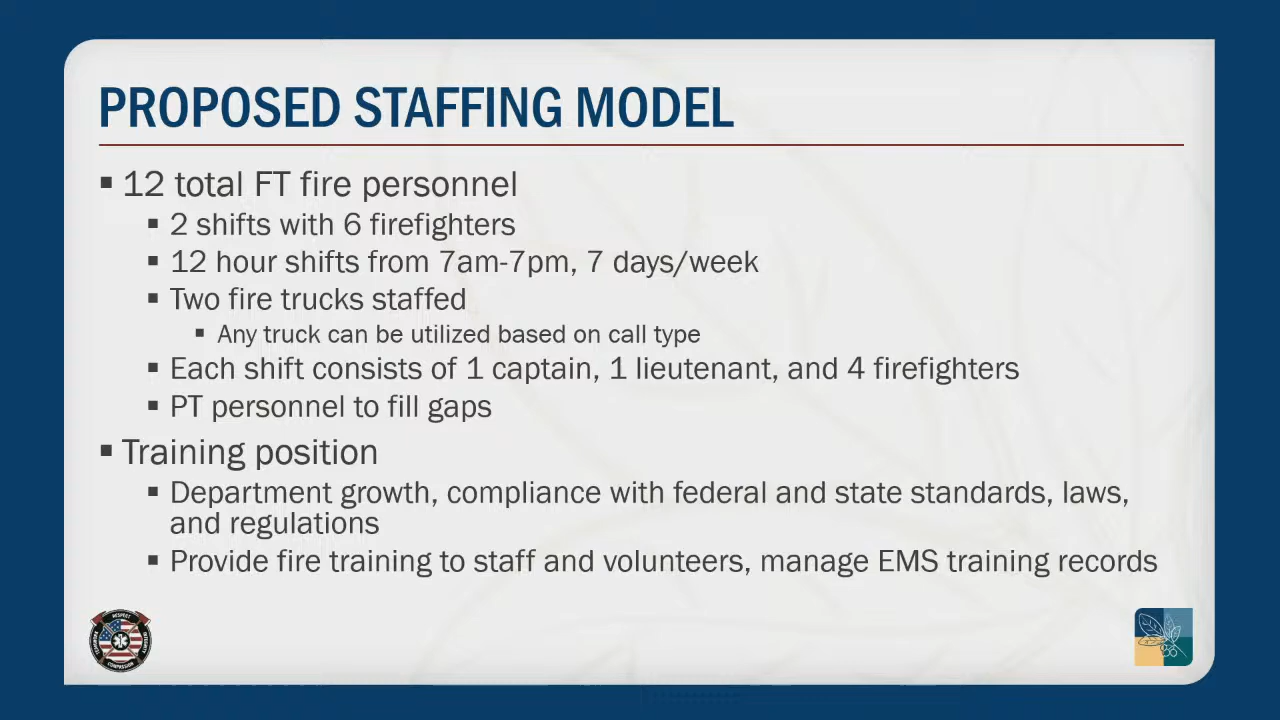 PROPOSED STAFFING MODEL
▪ 12 total FT fire personnel
▪ 2 shifts with 6 firefighters
▪ 12 hour shifts from 7am-7pm, 7 days/week
▪ Two fire trucks staffed
▪ Any truck can be utilized based on call type
▪ Each shift consists of 1 captain, 1 lieutenant, and 4 firefighters
▪ PT personnel to fill gaps
▪ Training position
▪ Department growth, compliance with federal and state standards, laws,
and regulations
▪ Provide fire training to staff and volunteers, manage EMS training records
RESPECT
INTEGRITY
COMPASSION